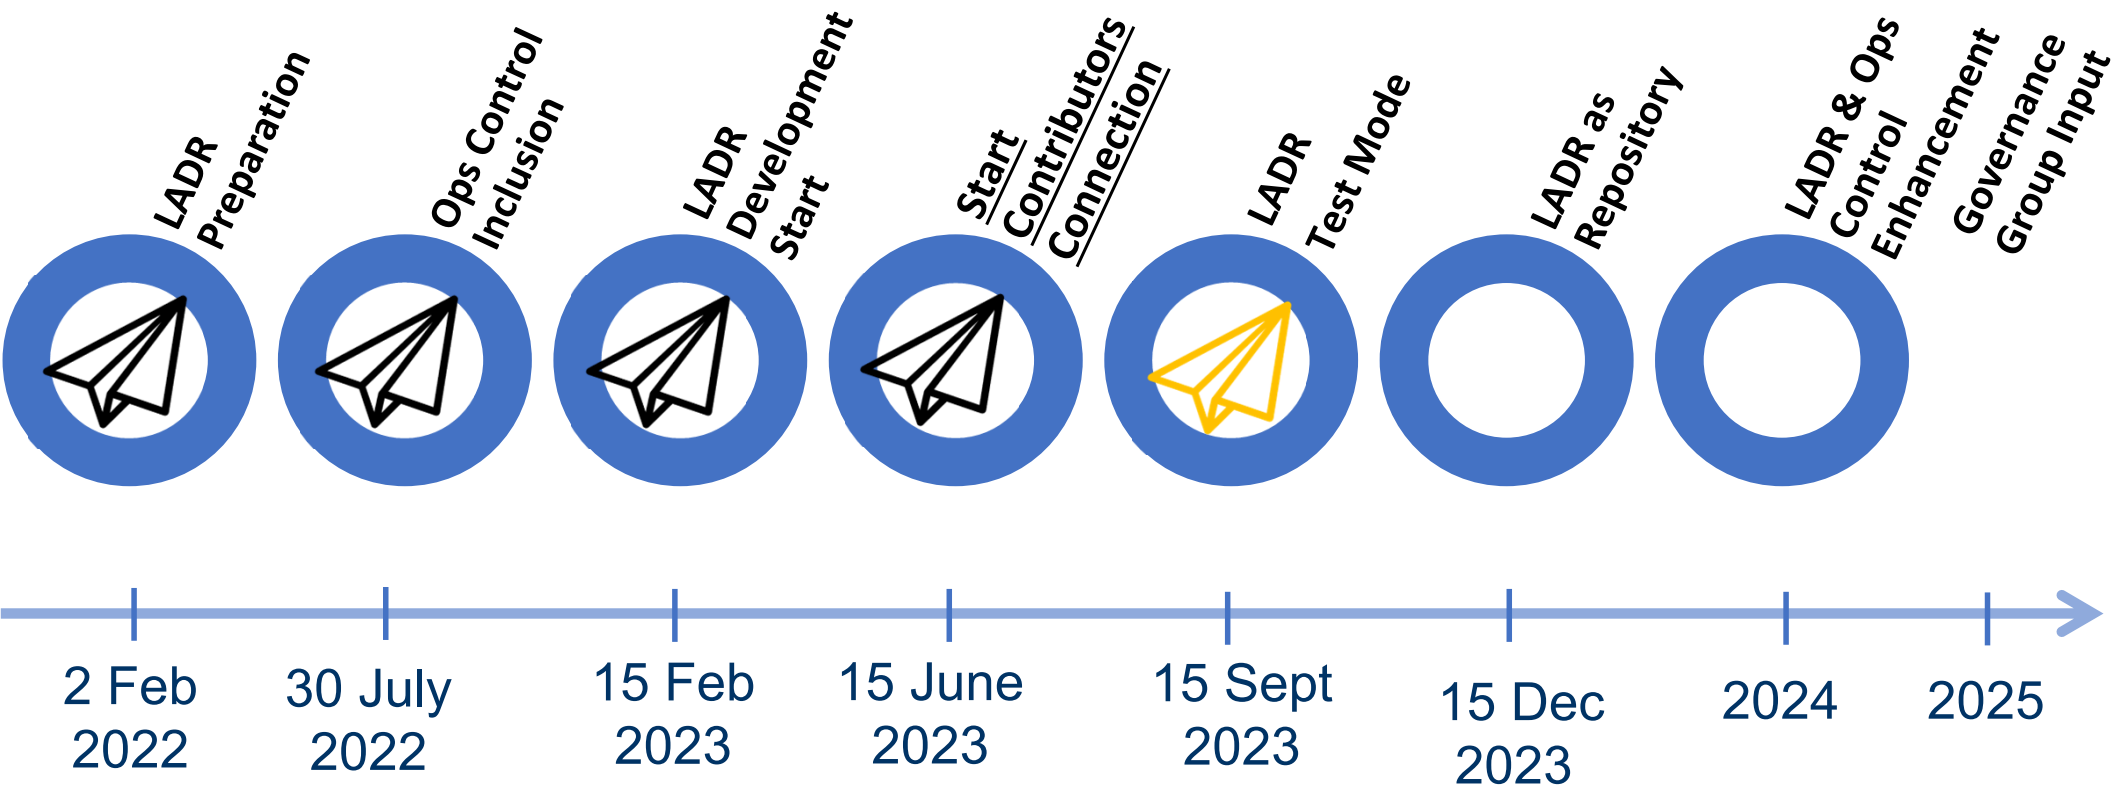 LADR
Preparation
Ops Control
Inclusion
LADR
Development
Start
Start
Contributors
Connection
LADR
Test Mode
LADR as
Repository
LADR & Ops
Control
Enhancement
Governance
Group Input
2 Feb
2022
30 July
2022
15 Feb
2023
15 June
2023
15 Sept
2023
15 Dec
2023
2024
2025